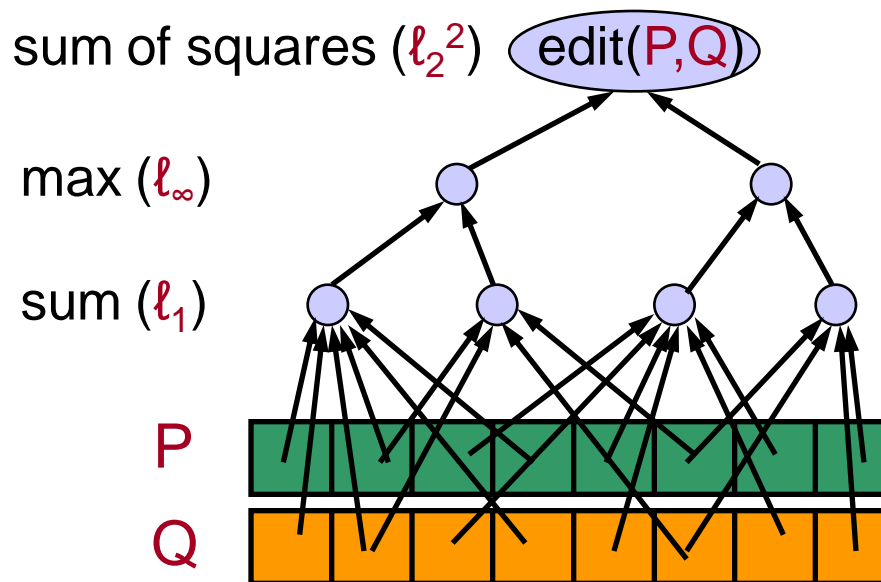 sum of squares (ℓ₂²) edit(P,Q)
max (ℓ∞)
sum (ℓ₁)
P
Q